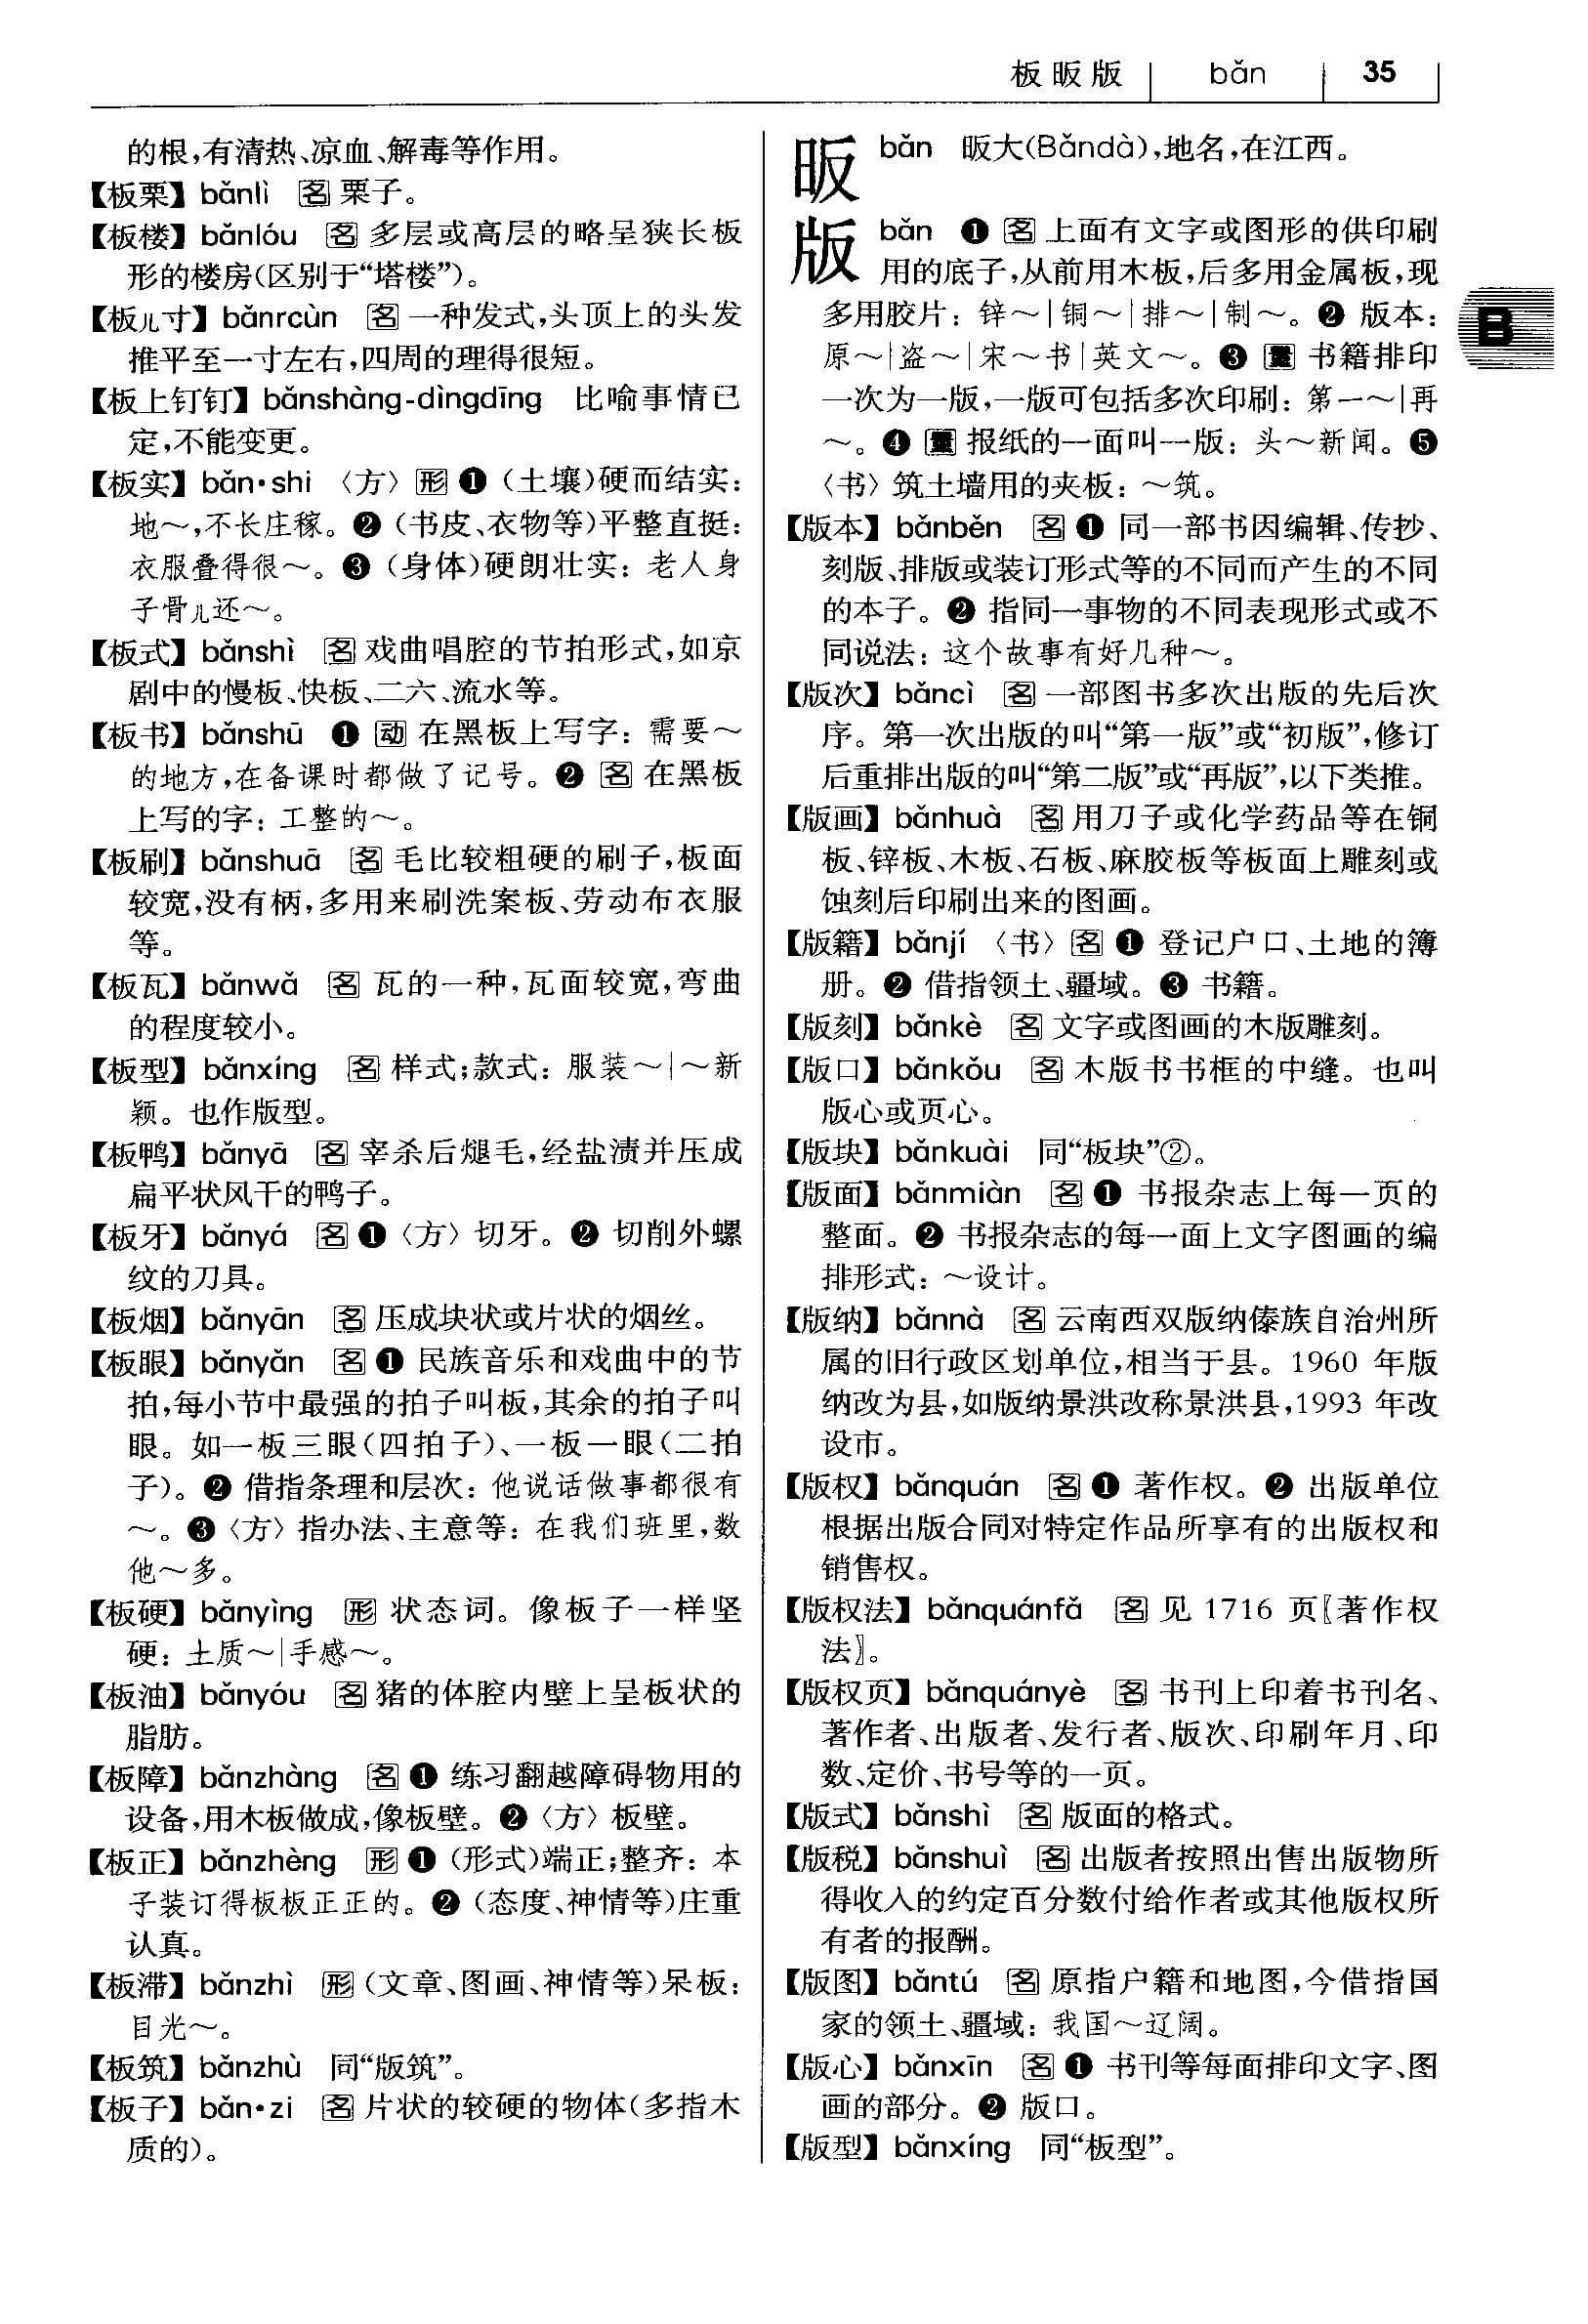 板昄版 bǎn 35
的根,有清热、凉血、解毒等作用。
【板栗】bǎnlì 名 栗子。
【板楼】bǎnlóu 名 多层或高层的略呈狭长板
形的楼房(区别于“塔楼”)。
【板儿寸】bǎnrcùn 名 一种发式,头顶上的头发
推平至一寸左右,四周的理得很短。
【板上钉钉】bǎnshàng-dìngdīng 比喻事情已
定,不能变更。
【板实】bǎn•shi 〈方〉形 ❶ (土壤)硬而结实:
地~,不长庄稼。❷ (书皮、衣物等)平整直挺:
衣服叠得很~。❸ (身体)硬朗壮实: 老人身
子骨儿还~。
【板式】bǎnshì 名 戏曲唱腔的节拍形式,如京
剧中的慢板、快板、二六、流水等。
【板书】bǎnshū ❶ 动 在黑板上写字: 需要~
的地方,在备课时都做了记号。❷ 名 在黑板
上写的字: 工整的~。
【板刷】bǎnshuā 名 毛比较粗硬的刷子,板面
较宽,没有柄,多用来刷洗案板、劳动布衣服
等。
【板瓦】bǎnwǎ 名 瓦的一种,瓦面较宽,弯曲
的程度较小。
【板型】bǎnxíng 名 样式;款式: 服装~|~新
颖。也作版型。
【板鸭】bǎnyā 名 宰杀后煺毛,经盐渍并压成
扁平状风干的鸭子。
【板牙】bǎnyá 名 ❶〈方〉切牙。❷ 切削外螺
纹的刀具。
【板烟】bǎnyān 名 压成块状或片状的烟丝。
【板眼】bǎnyǎn 名 ❶ 民族音乐和戏曲中的节
拍,每小节中最强的拍子叫板,其余的拍子叫
眼。如一板三眼(四拍子)、一板一眼(二拍
子)。❷ 借指条理和层次: 他说话做事都很有
~。❸〈方〉指办法、主意等: 在我们班里,数
他~多。
【板硬】bǎnyìng 形 状态词。像板子一样坚
硬: 土质~|手感~。
【板油】bǎnyóu 名 猪的体腔内壁上呈板状的
脂肪。
【板障】bǎnzhàng 名 ❶ 练习翻越障碍物用的
设备,用木板做成,像板壁。❷〈方〉板壁。
【板正】bǎnzhèng 形 ❶ (形式)端正;整齐: 本
子装订得板板正正的。❷ (态度、神情等)庄重
认真。
【板滞】bǎnzhì 形 (文章、图画、神情等)呆板:
目光~。
【板筑】bǎnzhù 同“版筑”。
【板子】bǎn•zi 名 片状的较硬的物体(多指木
质的)。
昄 bǎn 昄大(Bǎndà),地名,在江西。
版 bǎn ❶ 名 上面有文字或图形的供印刷
用的底子,从前用木板,后多用金属板,现
多用胶片: 锌~|铜~|排~|制~。❷ 版本:
原~|盗~|宋~书|英文~。❸ 量 书籍排印
一次为一版,一版可包括多次印刷: 第一~|再
~。❹ 量 报纸的一面叫一版: 头~新闻。❺
〈书〉筑土墙用的夹板: ~筑。
【版本】bǎnběn 名 ❶ 同一部书因编辑、传抄、
刻版、排版或装订形式等的不同而产生的不同
的本子。❷ 指同一事物的不同表现形式或不
同说法: 这个故事有好几种~。
【版次】bǎncì 名 一部图书多次出版的先后次
序。第一次出版的叫“第一版”或“初版”,修订
后重排出版的叫“第二版”或“再版”,以下类推。
【版画】bǎnhuà 名 用刀子或化学药品等在铜
板、锌板、木板、石板、麻胶板等板面上雕刻或
蚀刻后印刷出来的图画。
【版籍】bǎnjí 〈书〉名 ❶ 登记户口、土地的簿
册。❷ 借指领土、疆域。❸ 书籍。
【版刻】bǎnkè 名 文字或图画的木版雕刻。
【版口】bǎnkǒu 名 木版书书框的中缝。也叫
版心或页心。
【版块】bǎnkuài 同“板块”②。
【版面】bǎnmiàn 名 ❶ 书报杂志上每一页的
整面。❷ 书报杂志的每一面上文字图画的编
排形式: ~设计。
【版纳】bǎnnà 名 云南西双版纳傣族自治州所
属的旧行政区划单位,相当于县。1960 年版
纳改为县,如版纳景洪改称景洪县,1993 年改
设市。
【版权】bǎnquán 名 ❶ 著作权。❷ 出版单位
根据出版合同对特定作品所享有的出版权和
销售权。
【版权法】bǎnquánfǎ 名 见 1716 页〖著作权
法〗。
【版权页】bǎnquányè 名 书刊上印着书刊名、
著作者、出版者、发行者、版次、印刷年月、印
数、定价、书号等的一页。
【版式】bǎnshì 名 版面的格式。
【版税】bǎnshuì 名 出版者按照出售出版物所
得收入的约定百分数付给作者或其他版权所
有者的报酬。
【版图】bǎntú 名 原指户籍和地图,今借指国
家的领土、疆域: 我国~辽阔。
【版心】bǎnxīn 名 ❶ 书刊等每面排印文字、图
画的部分。❷ 版口。
【版型】bǎnxíng 同“板型”。
B